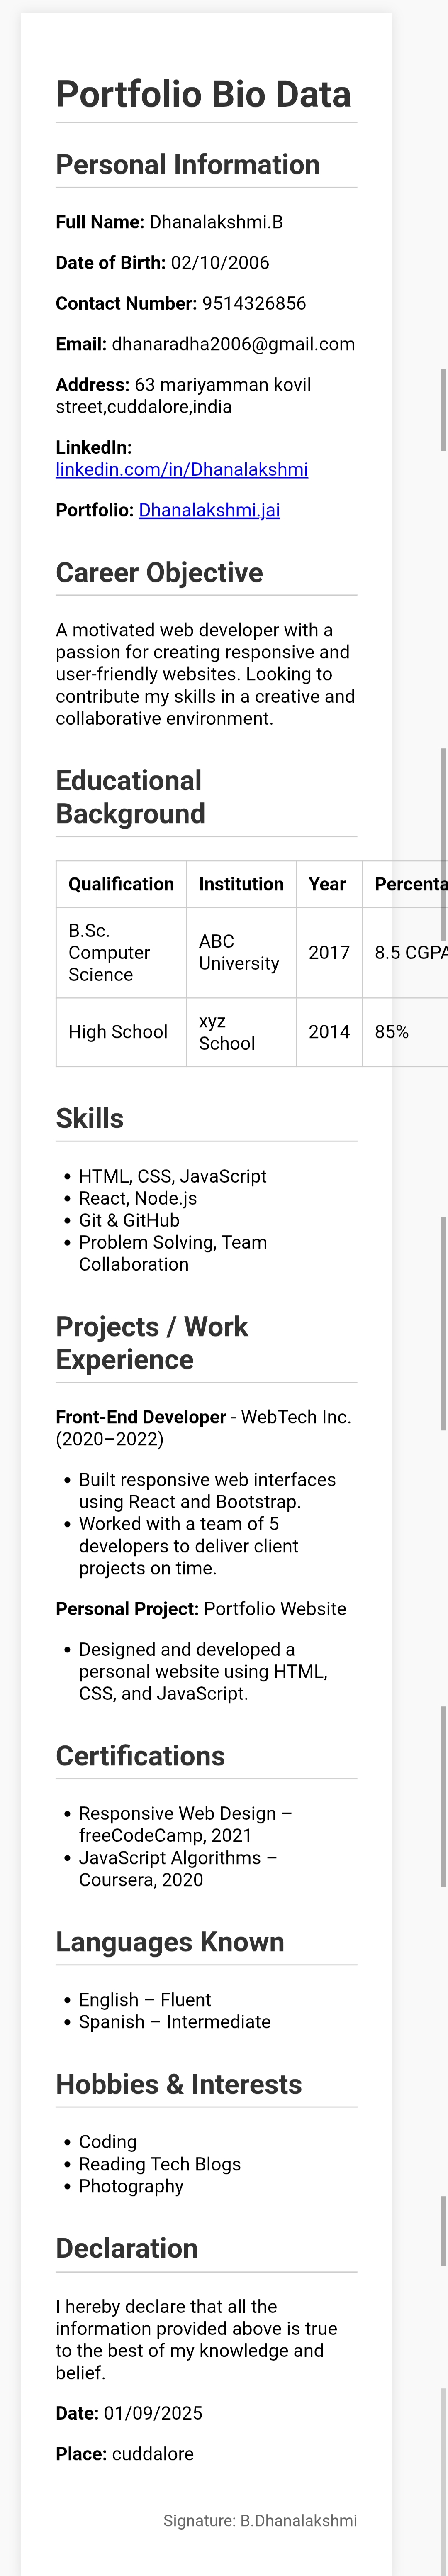 Portfolio Bio Data
Personal Information
Full Name: Dhanalakshmi.B
Date of Birth: 02/10/2006
Contact Number: 9514326856
Email: dhanaradha2006@gmail.com
Address: 63 mariyamman kovil
street,cuddalore,india
LinkedIn:
linkedin.com/in/Dhanalakshmi
Portfolio: Dhanalakshmi.jai
Career Objective
A motivated web developer with a
passion for creating responsive and
user-friendly websites. Looking to
contribute my skills in a creative and
collaborative environment.
Educational
Background
Qualification Institution Year Percenta
B.Sc.
Computer
Science
ABC
University
2017
8.5 CGPA
High School
xyz
School
2014
85%
Skills
• HTML, CSS, JavaScript
• React, Node.js
• Git & GitHub
• Problem Solving, Team
Collaboration
Projects / Work
Experience
Front-End Developer - WebTech Inc.
(2020–2022)
• Built responsive web interfaces
using React and Bootstrap.
• Worked with a team of 5
developers to deliver client
projects on time.
Personal Project: Portfolio Website
• Designed and developed a
personal website using HTML,
CSS, and JavaScript.
Certifications
• Responsive Web Design –
freeCodeCamp, 2021
• JavaScript Algorithms –
Coursera, 2020
Languages Known
• English – Fluent
• Spanish – Intermediate
Hobbies & Interests
• Coding
• Reading Tech Blogs
• Photography
Declaration
I hereby declare that all the
information provided above is true
to the best of my knowledge and
belief.
Date: 01/09/2025
Place: cuddalore
Signature: B.Dhanalakshmi